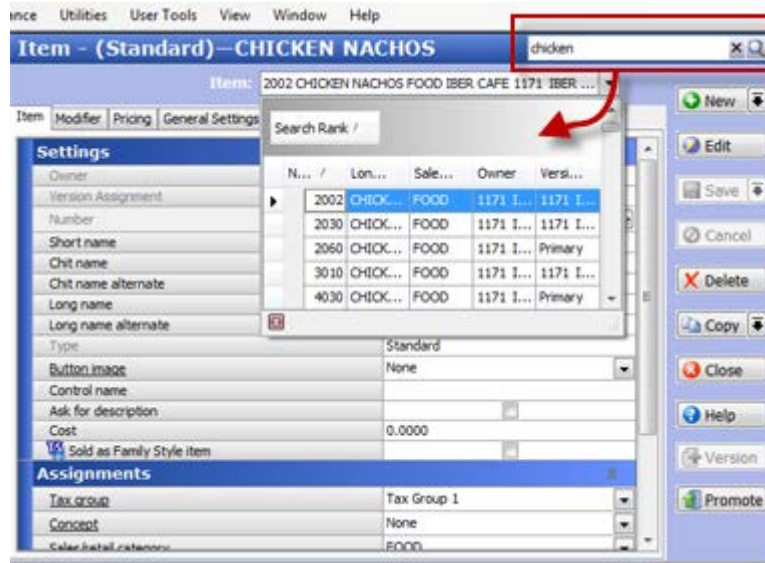 nce Utilities User Tools View Window Help
Item - (Standard)—CHICKEN NACHOS
chicken
Item: 2002 CHICKEN NACHOS FOOD IBER CAFE 1171 IBER ...
Item Modifier Pricing General Settings
Search Rank /
N... / Lon... Sale... Owner Versi...
2002 CHICK... FOOD 1171 I... 1171 I...
2030 CHICK... FOOD 1171 I... 1171 I...
2060 CHICK... FOOD 1171 I... Primary
3010 CHICK... FOOD 1171 I... 1171 I...
4030 CHICK... FOOD 1171 I... Primary
Settings
Owner
Version Assignment
Number
Short name
Chit name
Chit name alternate
Long name
Long name alternate
Type Standard
Button image None
Control name
Ask for description
Cost 0.0000
Sold as Family Style item
Assignments
Tax group Tax Group 1
Concept None
Sales/retail category FOOD
New
Edit
Save
Cancel
Delete
Copy
Close
Help
Version
Promote